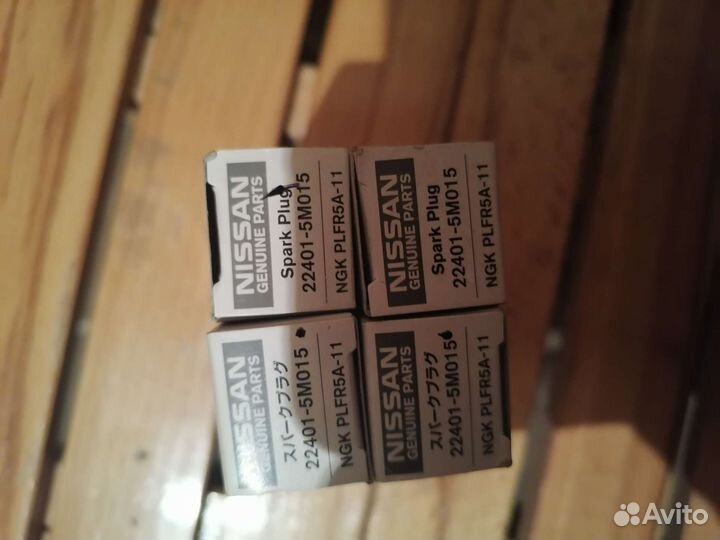 NISSAN
GENUINE PARTS
Spark Plug
22401-5M015
NGK PLFR5A-11
NISSAN
GENUINE PARTS
Spark Plug
22401-5M015
NGK PLFR5A-11
NISSAN
GENUINE PARTS
スパークプラグ
22401-5M015
NGK PLFR5A-11
NISSAN
GENUINE PARTS
スパークプラグ
22401-5M015
NGK PLFR5A-11
Avito